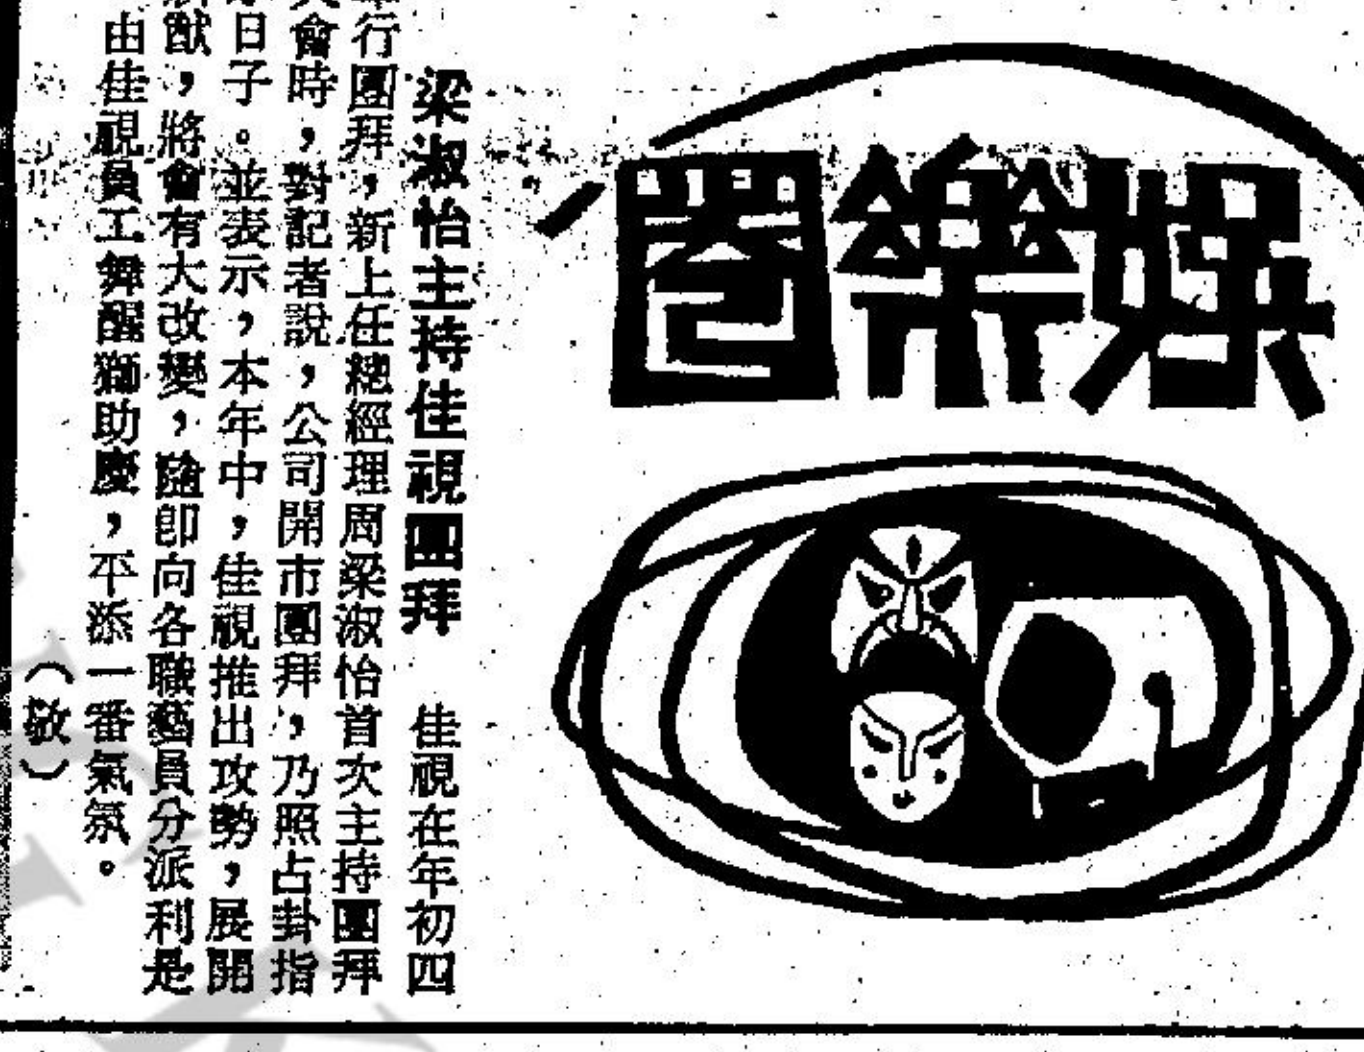 娛樂圈
梁淑怡主持佳視團拜　佳視在年初四
行團拜，新上任總經理周梁淑怡首次主持團拜
會時，對記者說，公司開市團拜，乃照占卦指
日子。並表示，本年中，佳視推出攻勢，展開
猷，將會有大改變，隨即向各職藝員分派利是
由佳視員工舞醒獅助慶，平添一番氣氛。
（敬）